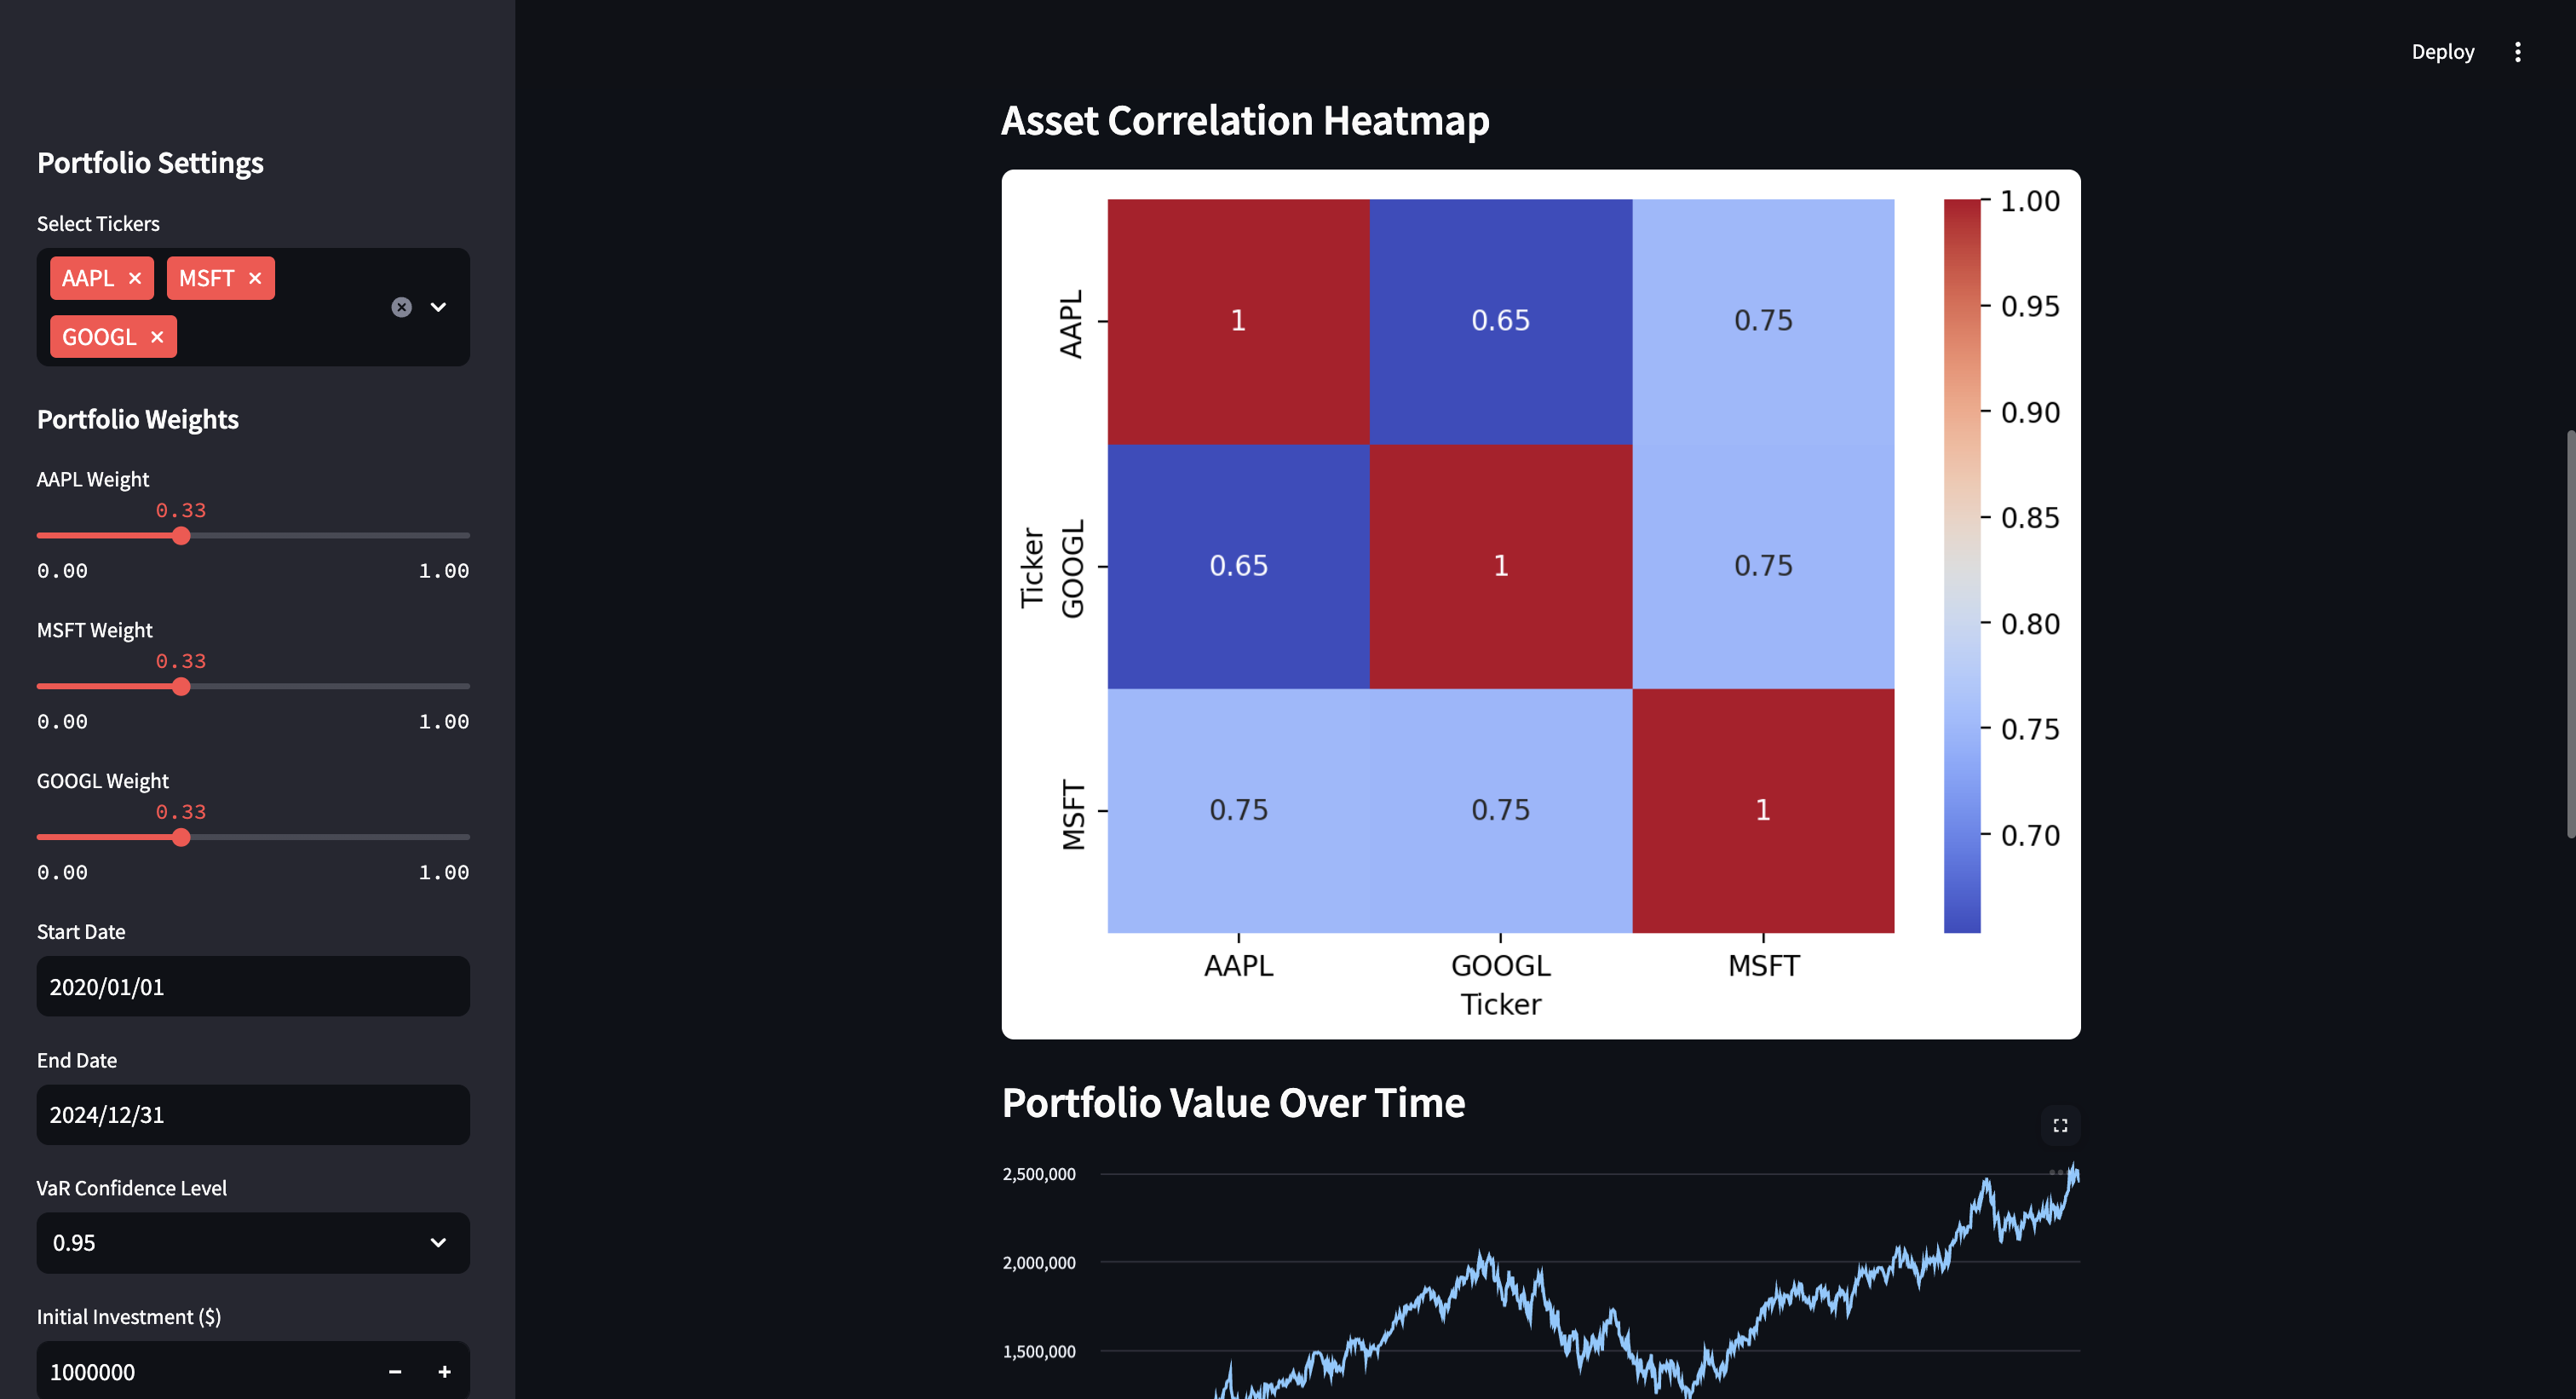 Deploy
Portfolio Settings
Select Tickers
AAPL MSFT
GOOGL
Portfolio Weights
AAPL Weight
0.33
0.00 1.00
MSFT Weight
0.33
0.00 1.00
GOOGL Weight
0.33
0.00 1.00
Start Date
2020/01/01
End Date
2024/12/31
VaR Confidence Level
0.95
Initial Investment ($)
1000000
Asset Correlation Heatmap
AAPL 1 0.65 0.75
GOOGL 0.65 1 0.75
MSFT 0.75 0.75 1
Ticker
AAPL GOOGL MSFT
Ticker
1.00
0.95
0.90
0.85
0.80
0.75
0.70
Portfolio Value Over Time
2,500,000
2,000,000
1,500,000